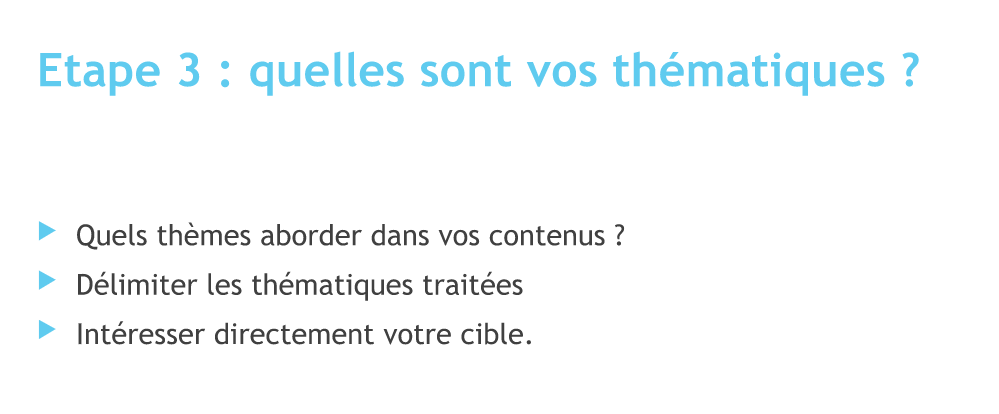 Etape 3 : quelles sont vos thématiques ?
Quels thèmes aborder dans vos contenus ?
Délimiter les thématiques traitées
Intéresser directement votre cible.